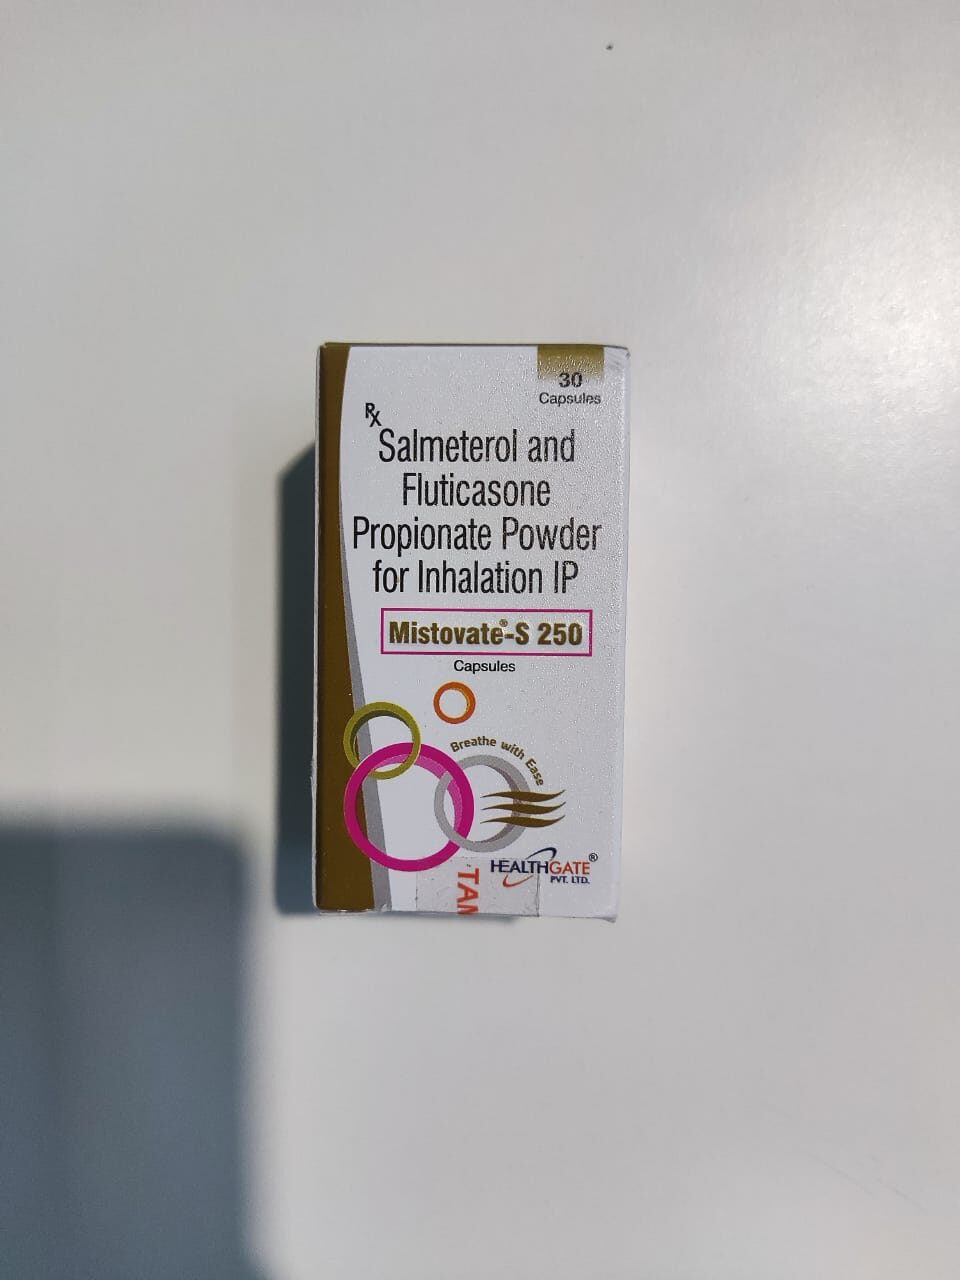 30
Capsules
Rx
Salmeterol and
Fluticasone
Propionate Powder
for Inhalation IP
Mistovate®-S 250
Capsules
Breathe with Ease
HEALTHGATE®
PVT. LTD.